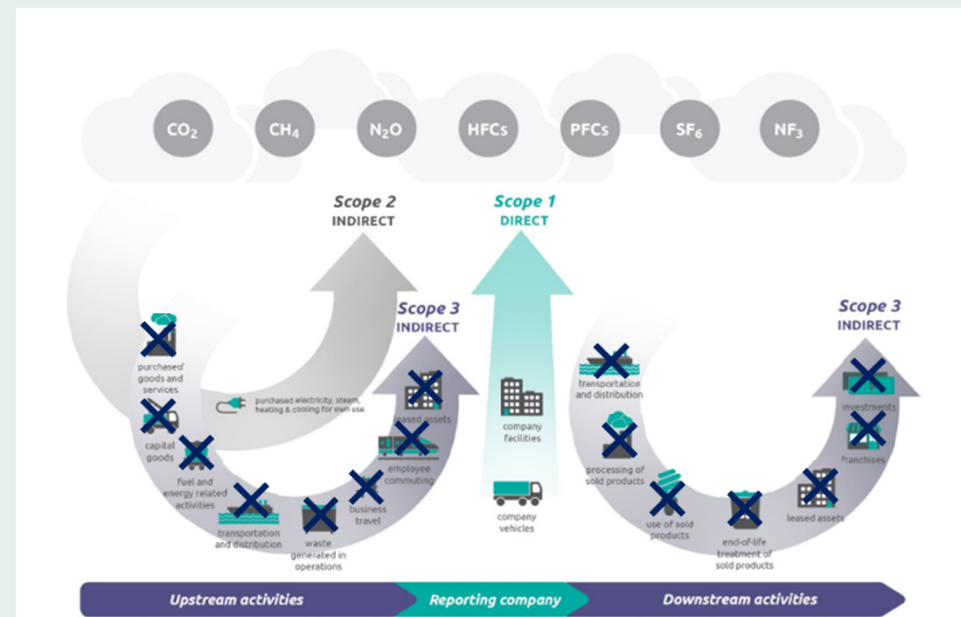 CO₂
CH₄
N₂O
HFCs
PFCs
SF₆
NF₃
Scope 2
INDIRECT
Scope 1
DIRECT
Scope 3
INDIRECT
Scope 3
INDIRECT
purchased
goods and
services
capital
goods
fuel and
energy related
activities
transportation
and distribution
waste
generated in
operations
business
travel
employee
commuting
leased assets
purchased electricity, steam,
heating & cooling for own use
company
facilities
company
vehicles
transportation
and distribution
processing of
sold products
use of sold
products
end-of-life
treatment of
sold products
leased assets
franchises
investments
Upstream activities
Reporting company
Downstream activities